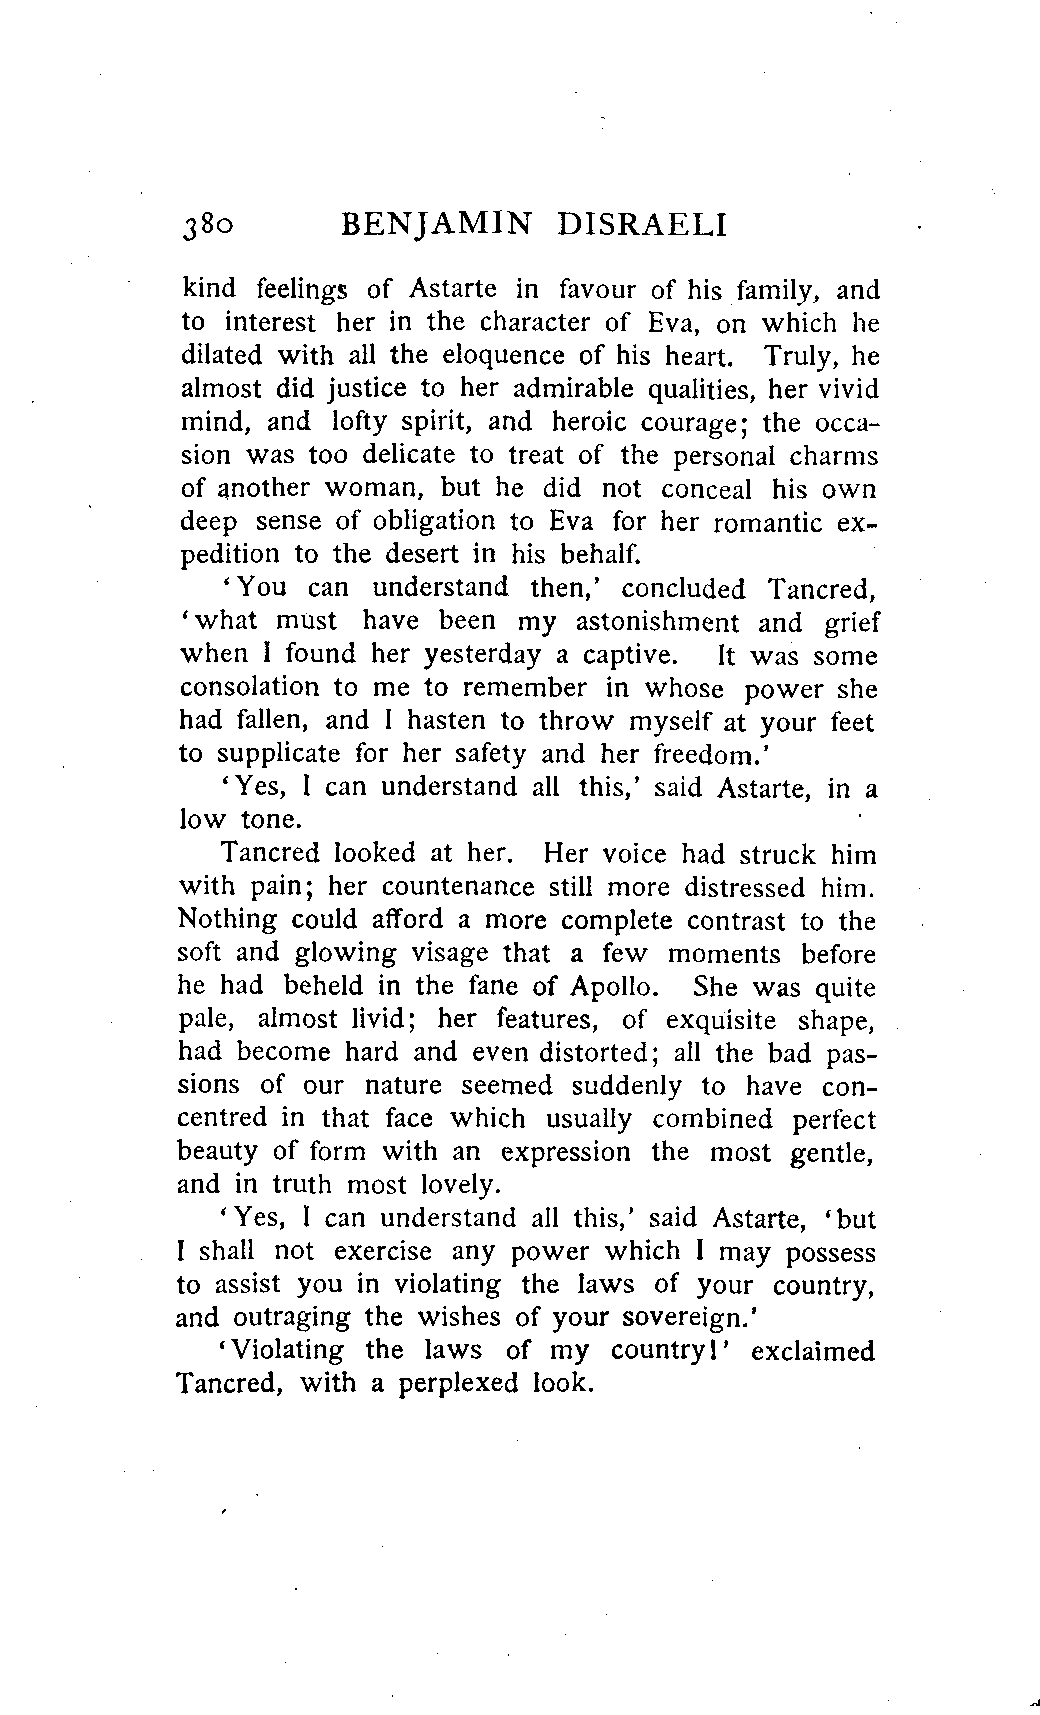 380 BENJAMIN DISRAELI
kind feelings of Astarte in favour of his family, and
to interest her in the character of Eva, on which he
dilated with all the eloquence of his heart. Truly, he
almost did justice to her admirable qualities, her vivid
mind, and lofty spirit, and heroic courage; the occa-
sion was too delicate to treat of the personal charms
of another woman, but he did not conceal his own
deep sense of obligation to Eva for her romantic ex-
pedition to the desert in his behalf.
'You can understand then,' concluded Tancred,
'what must have been my astonishment and grief
when I found her yesterday a captive. It was some
consolation to me to remember in whose power she
had fallen, and I hasten to throw myself at your feet
to supplicate for her safety and her freedom.'
'Yes, I can understand all this,' said Astarte, in a
low tone.
Tancred looked at her. Her voice had struck him
with pain; her countenance still more distressed him.
Nothing could afford a more complete contrast to the
soft and glowing visage that a few moments before
he had beheld in the fane of Apollo. She was quite
pale, almost livid; her features, of exquisite shape,
had become hard and even distorted; all the bad pas-
sions of our nature seemed suddenly to have con-
centred in that face which usually combined perfect
beauty of form with an expression the most gentle,
and in truth most lovely.
'Yes, I can understand all this,' said Astarte, 'but
I shall not exercise any power which I may possess
to assist you in violating the laws of your country,
and outraging the wishes of your sovereign.'
'Violating the laws of my country!' exclaimed
Tancred, with a perplexed look.